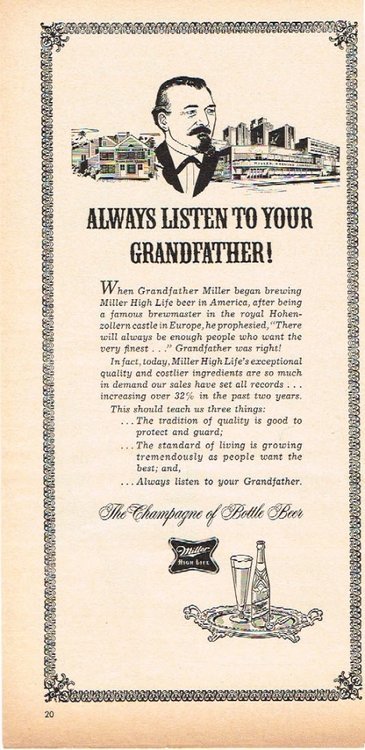 MILLER BREWING COMPANY
ALWAYS LISTEN TO YOUR
GRANDFATHER!
When Grandfather Miller began brewing
Miller High Life beer in America, after being
a famous brewmaster in the royal Hohen-
zollern castle in Europe, he prophesied, "There
will always be enough people who want the
very finest . . ." Grandfather was right!
In fact, today, Miller High Life's exceptional
quality and costlier ingredients are so much
in demand our sales have set all records . . .
increasing over 32% in the past two years.
This should teach us three things:
. . . The tradition of quality is good to
protect and guard;
. . . The standard of living is growing
tremendously as people want the
best; and,
. . . Always listen to your Grandfather.
The Champagne of Bottle Beer
Miller
HIGH LIFE
20